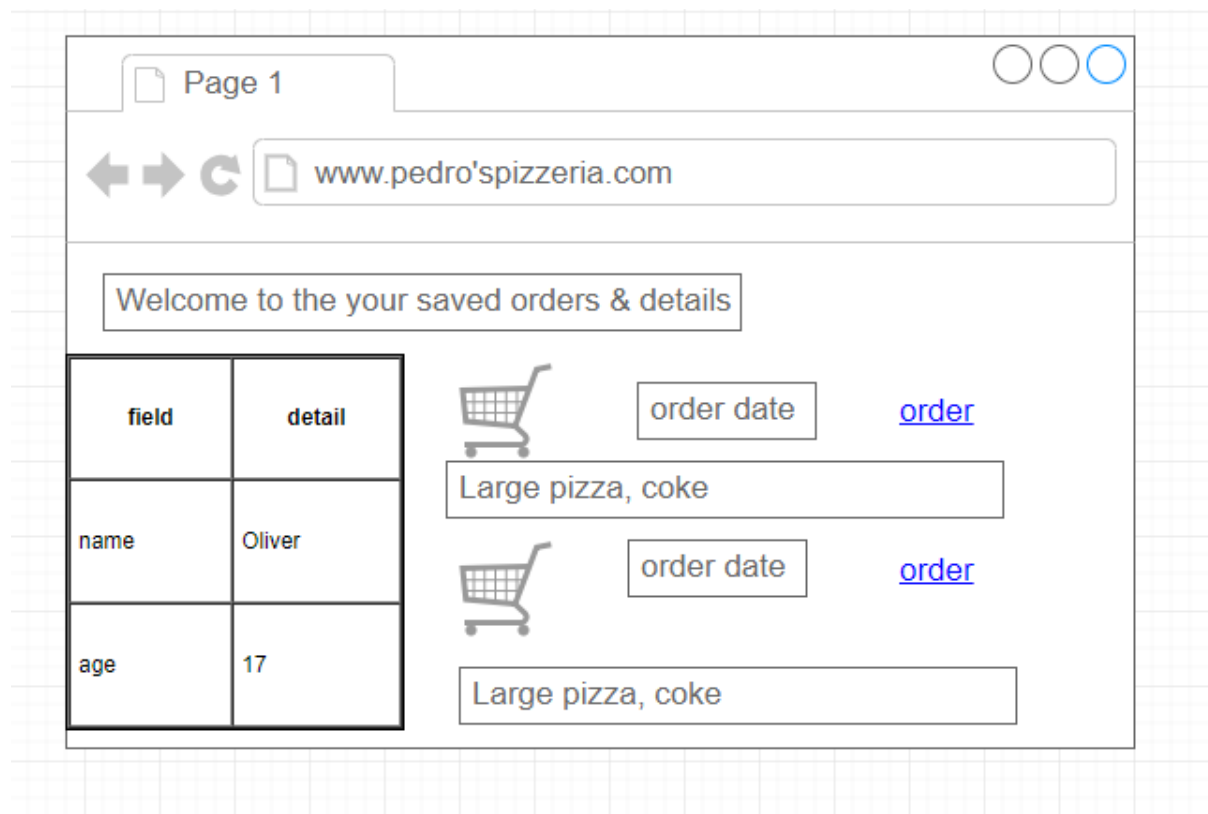 Page 1
www.pedro'spizzeria.com
Welcome to the your saved orders & details
field detail
name Oliver
age 17
order date order
Large pizza, coke
order date order
Large pizza, coke